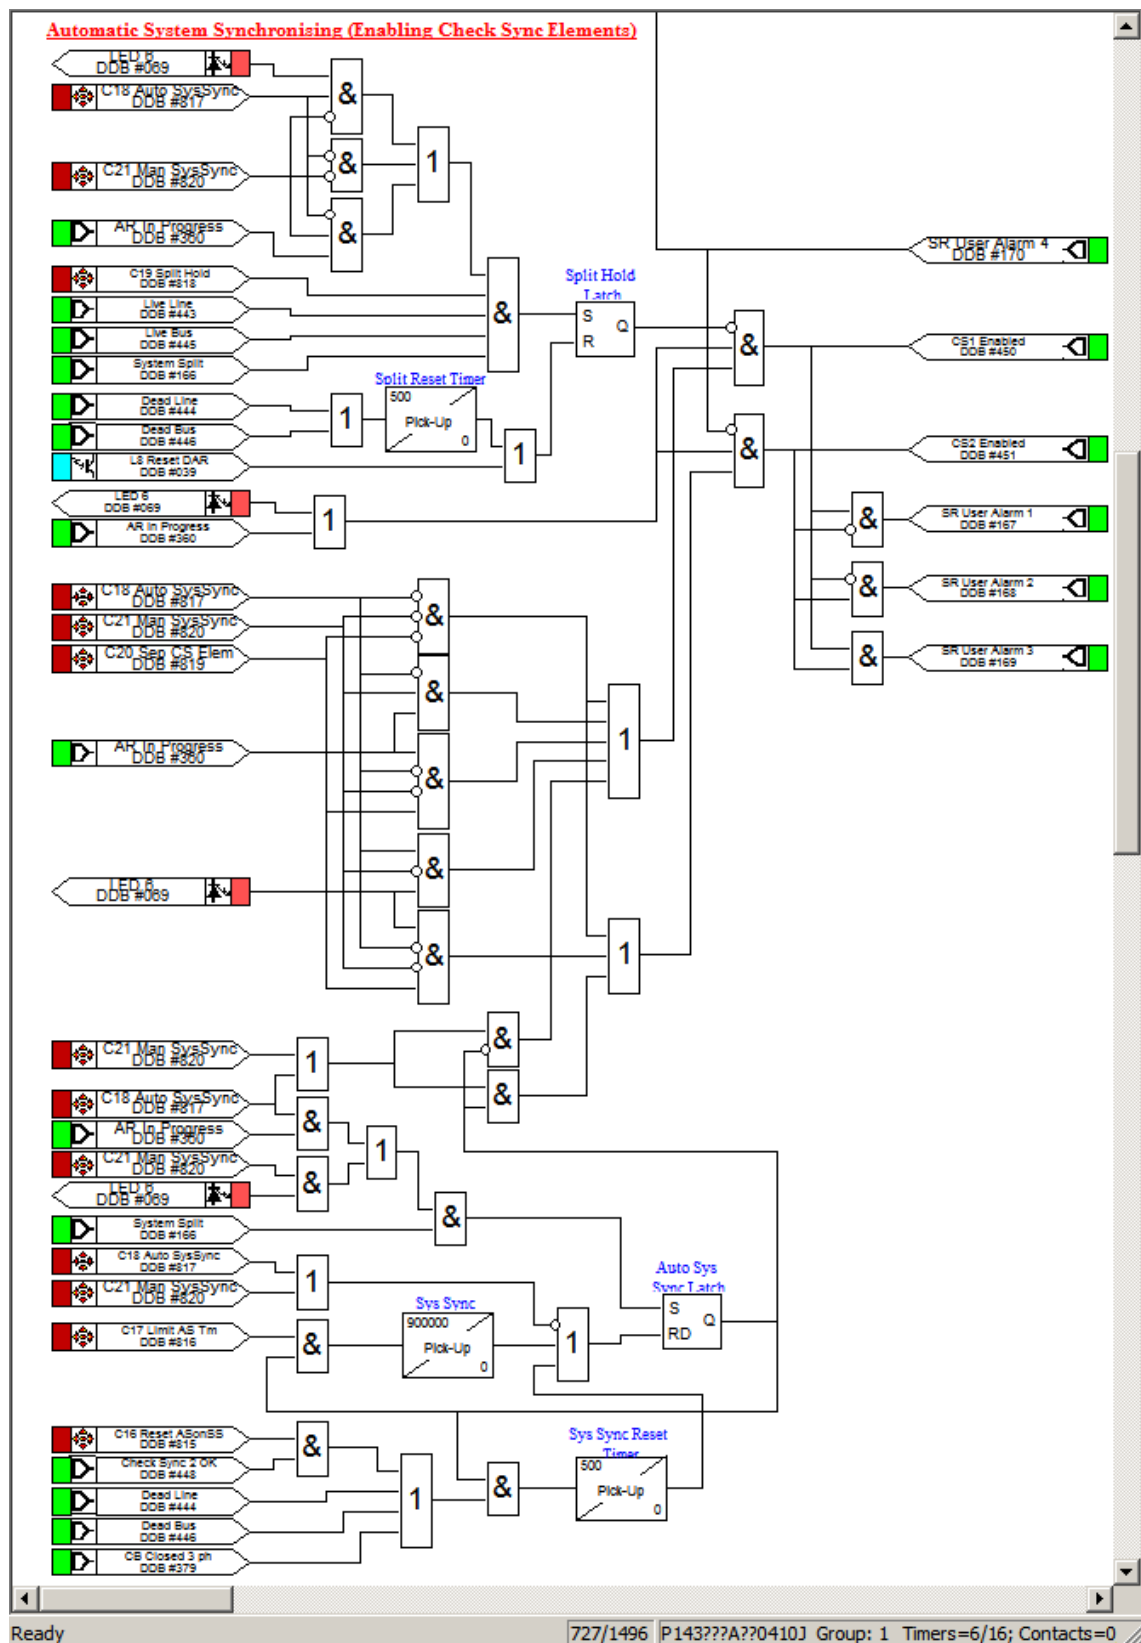 Automatic System Synchronising (Enabling Check Sync Elements)
LED 6
DDB #069
C18 Auto SysSync
DDB #817
&
C21 Man SysSync
DDB #820
&
1
AR In Progress
DDB #360
&
SR User Alarm 4
DDB #170
C19 Split Hold
DDB #818
Live Line
DDB #443
Live Bus
DDB #445
System Split
DDB #166
&
Split Hold
Latch
S
Q
R
&
CS1 Enabled
DDB #450
Split Reset Timer
500
Pick-Up
0
Dead Line
DDB #444
Dead Bus
DDB #446
1
1
L8 Reset DAR
DDB #039
&
CS2 Enabled
DDB #451
LED 6
DDB #069
AR In Progress
DDB #360
1
&
SR User Alarm 1
DDB #167
&
SR User Alarm 2
DDB #168
&
SR User Alarm 3
DDB #169
C18 Auto SysSync
DDB #817
C21 Man SysSync
DDB #820
C20 Sep CS Elem
DDB #819
&
&
AR In Progress
DDB #360
&
1
&
LED 6
DDB #069
&
1
C21 Man SysSync
DDB #820
1
&
&
C18 Auto SysSync
DDB #817
AR In Progress
DDB #360
&
1
C21 Man SysSync
DDB #820
LED 6
DDB #069
&
System Split
DDB #166
&
C18 Auto SysSync
DDB #817
C21 Man SysSync
DDB #820
1
Auto Sys
Sync Latch
S
Q
RD
C17 Limit AS Tm
DDB #816
&
Sys Sync
900000
Pick-Up
0
1
C16 Reset ASonSS
DDB #815
Check Sync 2 OK
DDB #448
&
Dead Line
DDB #444
Dead Bus
DDB #446
CB Closed 3 ph
DDB #379
1
&
Sys Sync Reset
Timer
500
Pick-Up
0
Ready
727/1496
P143???A??0410J Group: 1 Timers=6/16; Contacts=0